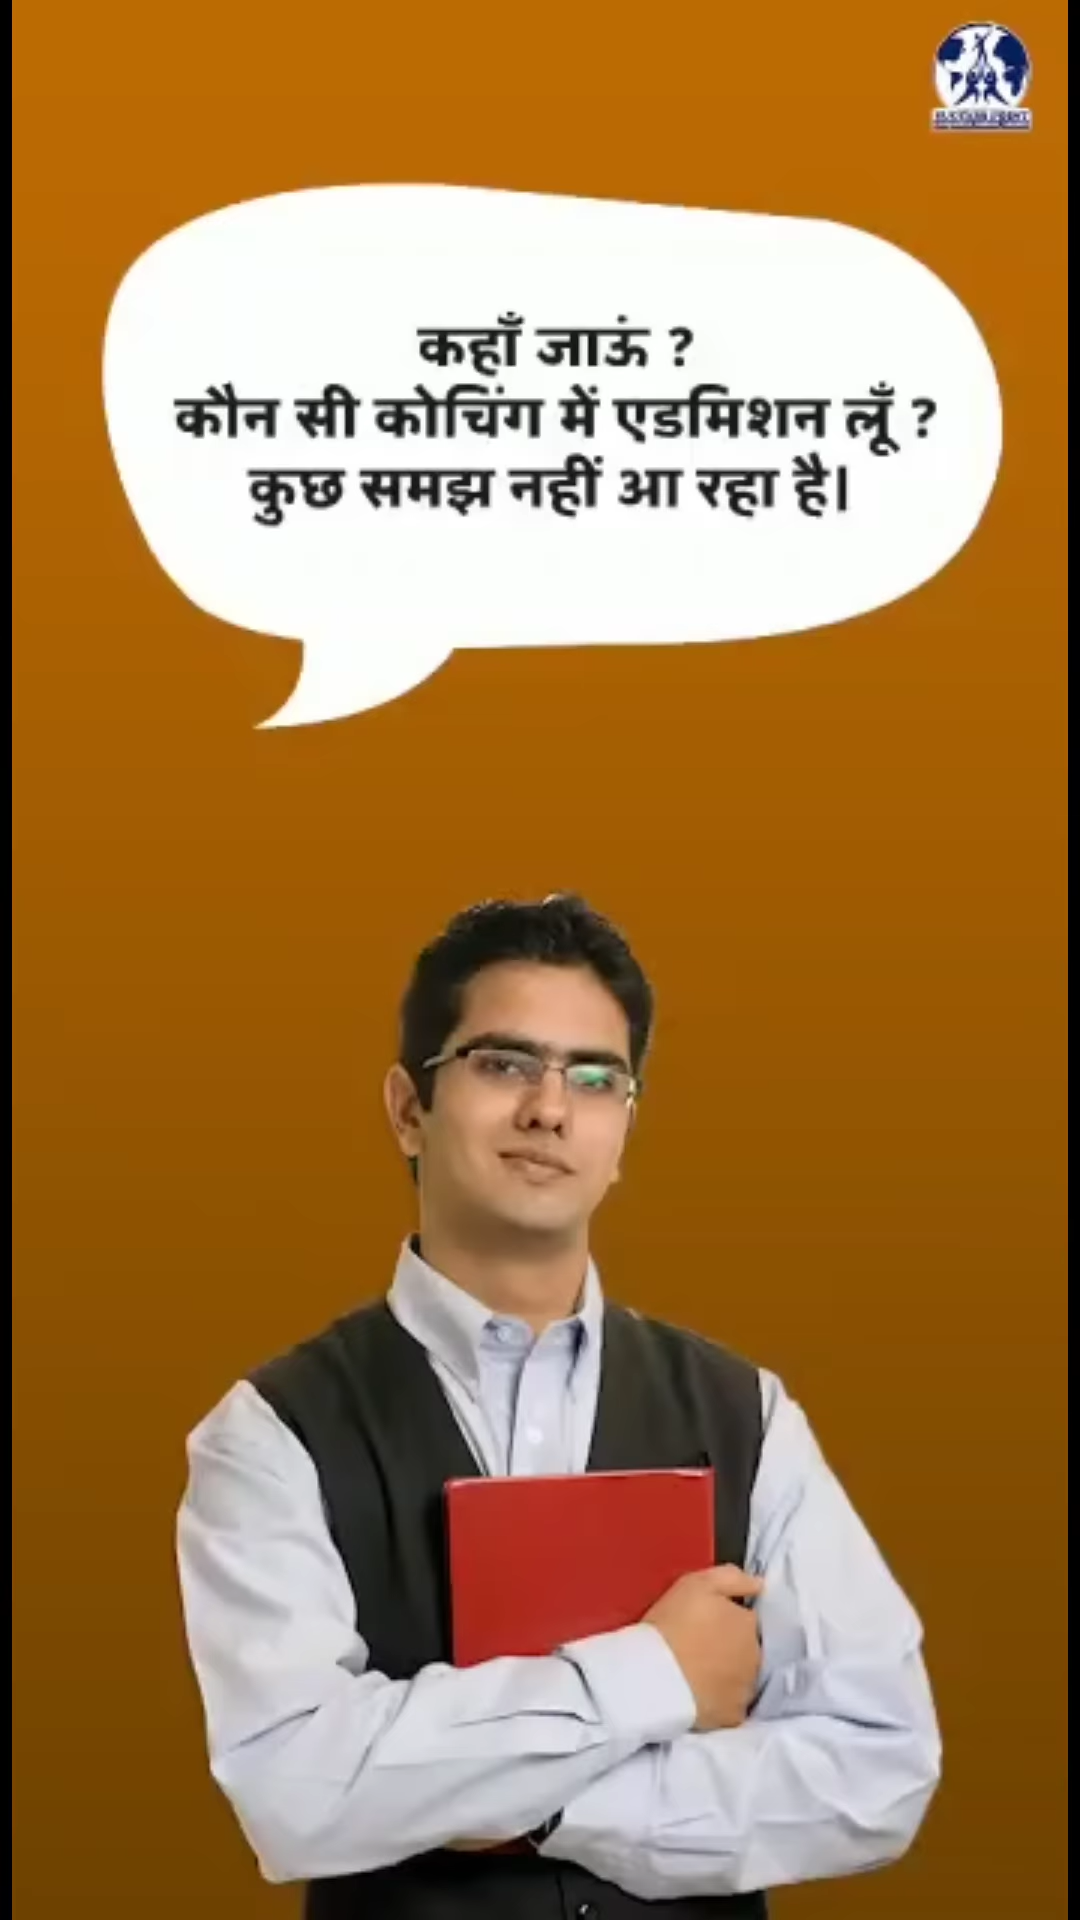 कहाँ जाऊं ?
कौन सी कोचिंग में एडमिशन लूँ ?
कुछ समझ नहीं आ रहा है।